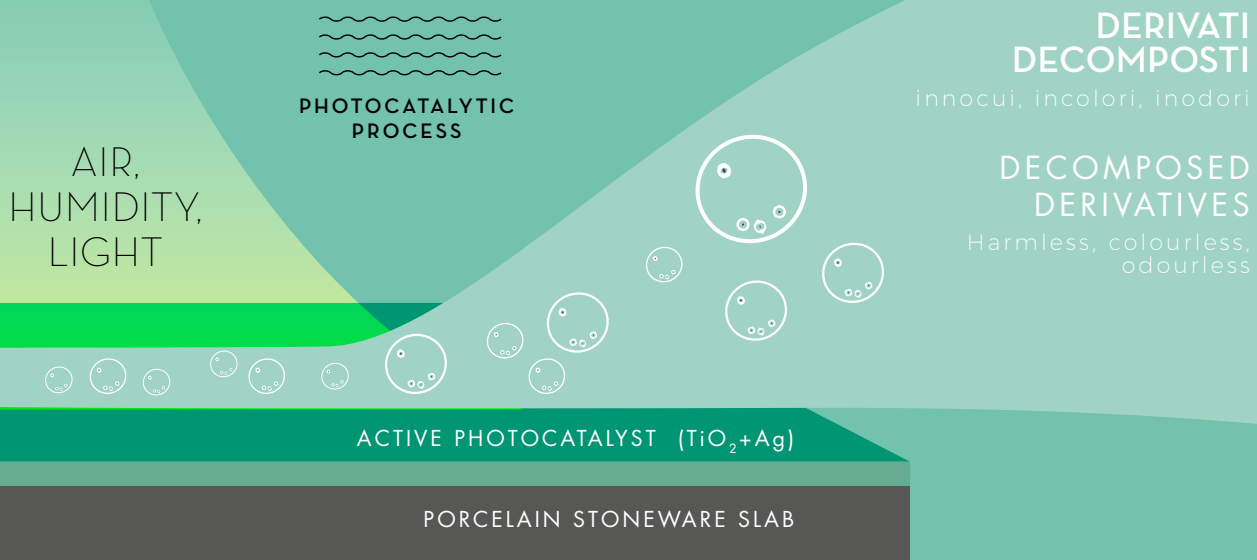 PHOTOCATALYTIC
PROCESS
AIR,
HUMIDITY,
LIGHT
DERIVATI
DECOMPOSTI
innocui, incolori, inodori
DECOMPOSED
DERIVATIVES
Harmless, colourless,
odourless
ACTIVE PHOTOCATALYST (TiO₂+Ag)
PORCELAIN STONEWARE SLAB